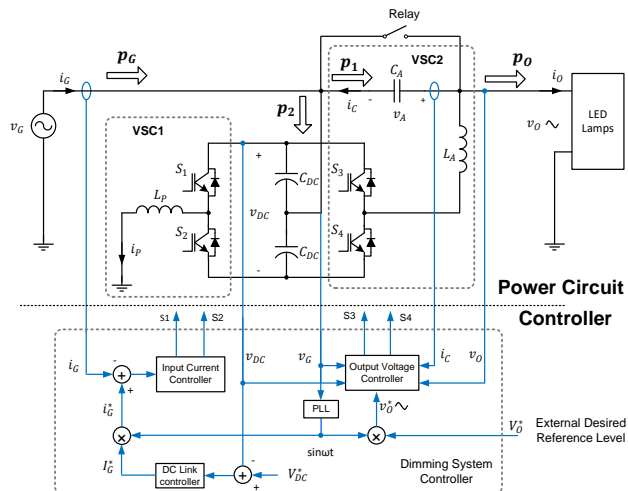 Relay
p_G
p_1
VSC2
p_O
i_G
C_A
i_O
i_C
-
+
v_A
p_2
v_G
v_O
LED
Lamps
VSC1
L_A
S_1
+
C_DC
S_3
L_P
v_DC
S_2
C_DC
S_4
i_P
-
Power Circuit
Controller
S1
S2
S3
S4
i_G
v_DC
v_G
i_C
v_O
-
+
+
Input Current
Controller
Output Voltage
Controller
i_G^*
PLL
v_O^*
×
×
V_O^*
External Desired
Reference Level
sinωt
I_G^*
DC Link
controller
-
+
+
V_DC^*
Dimming System
Controller